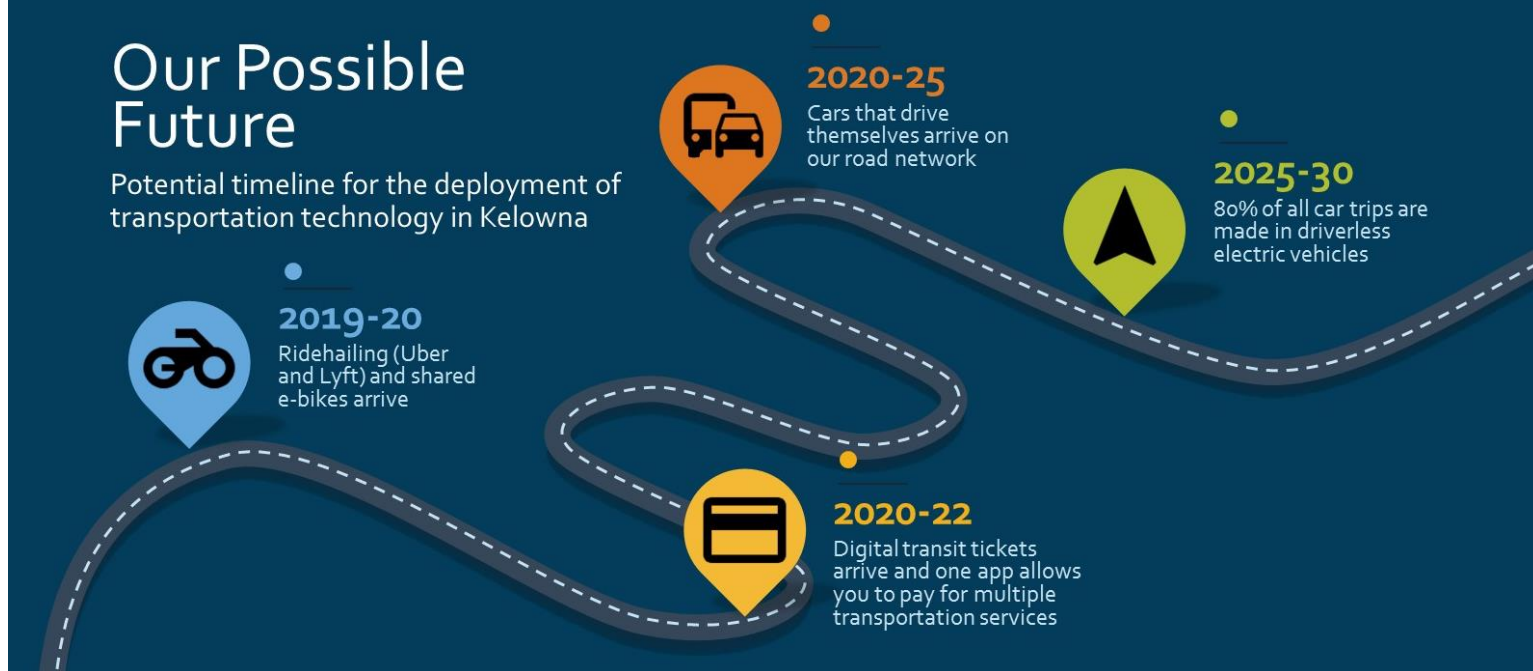 Our Possible
Future
Potential timeline for the deployment of
transportation technology in Kelowna
2019-20
Ridehailing (Uber
and Lyft) and shared
e-bikes arrive
2020-22
Digital transit tickets
arrive and one app allows
you to pay for multiple
transportation services
2020-25
Cars that drive
themselves arrive on
our road network
2025-30
80% of all car trips are
made in driverless
electric vehicles